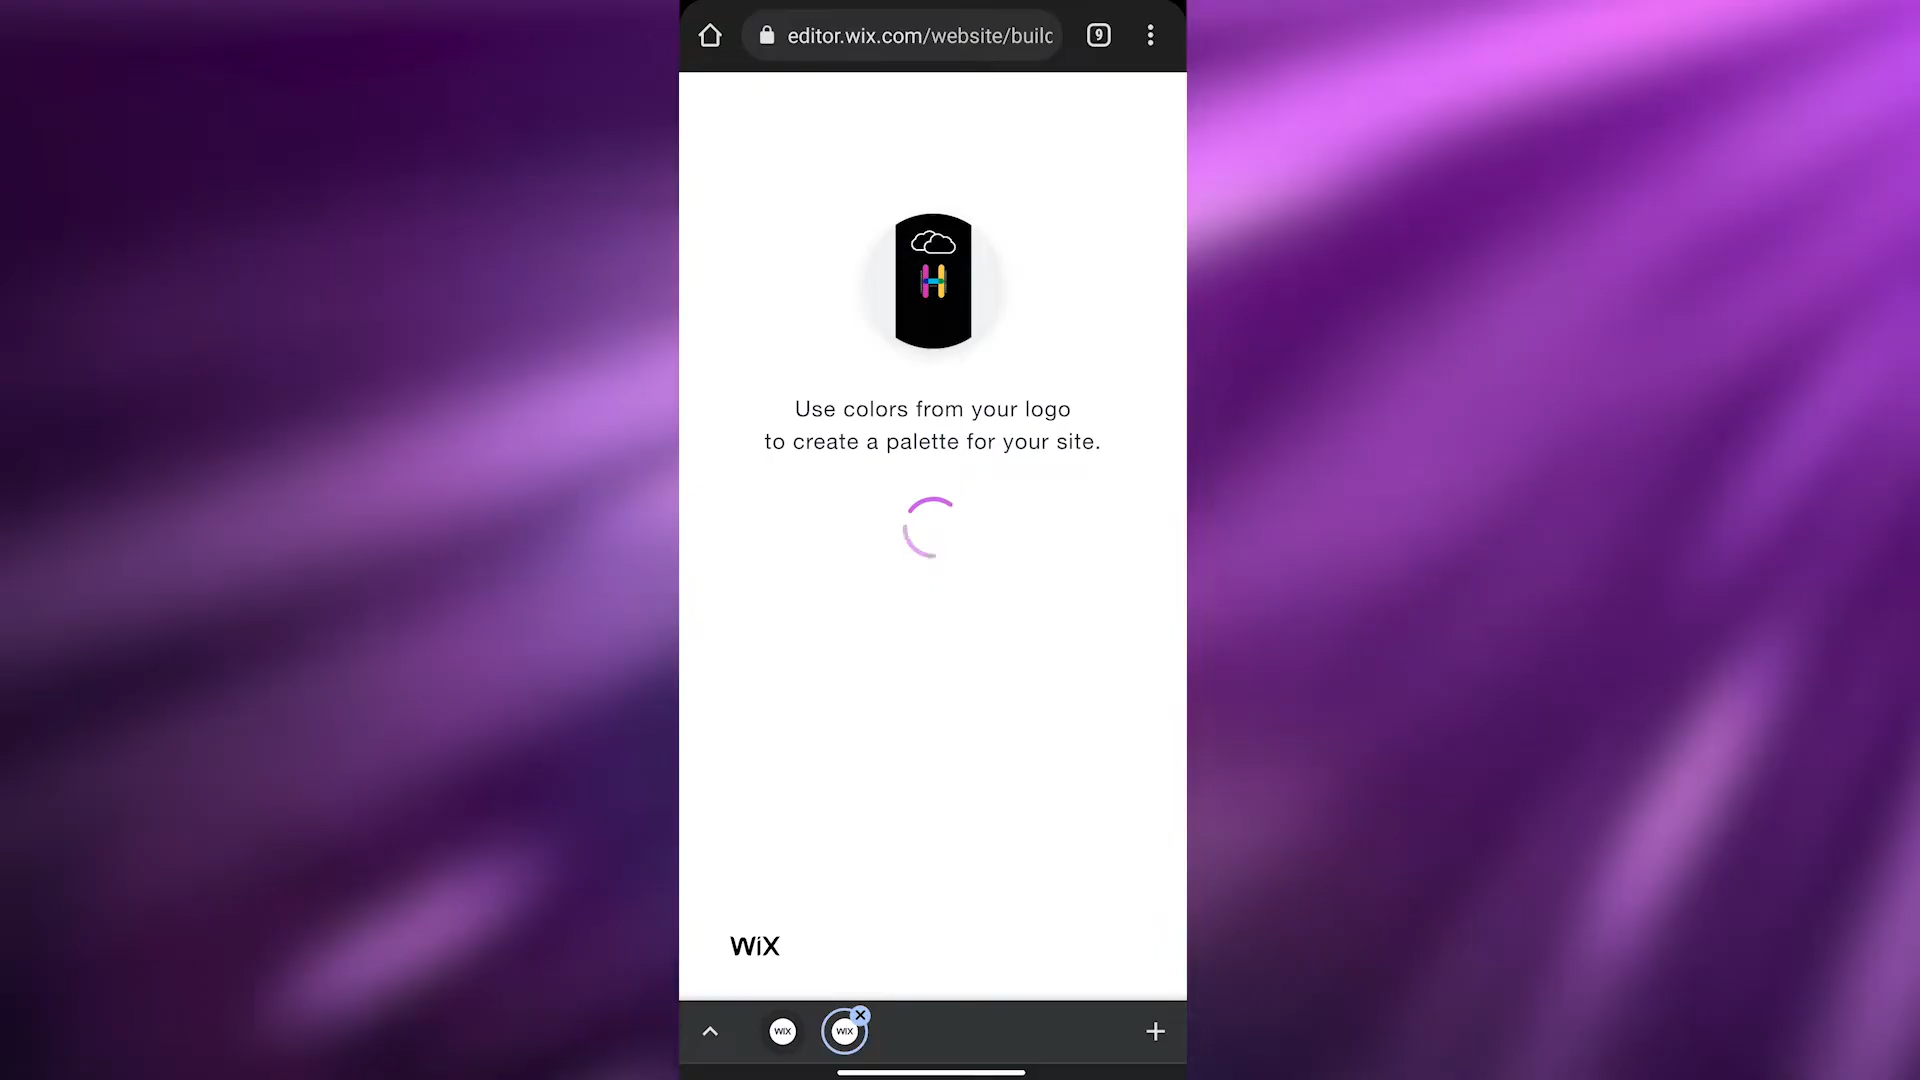 editor.wix.com/website/builc
9
H
Use colors from your logo
to create a palette for your site.
WiX
WiX
WiX